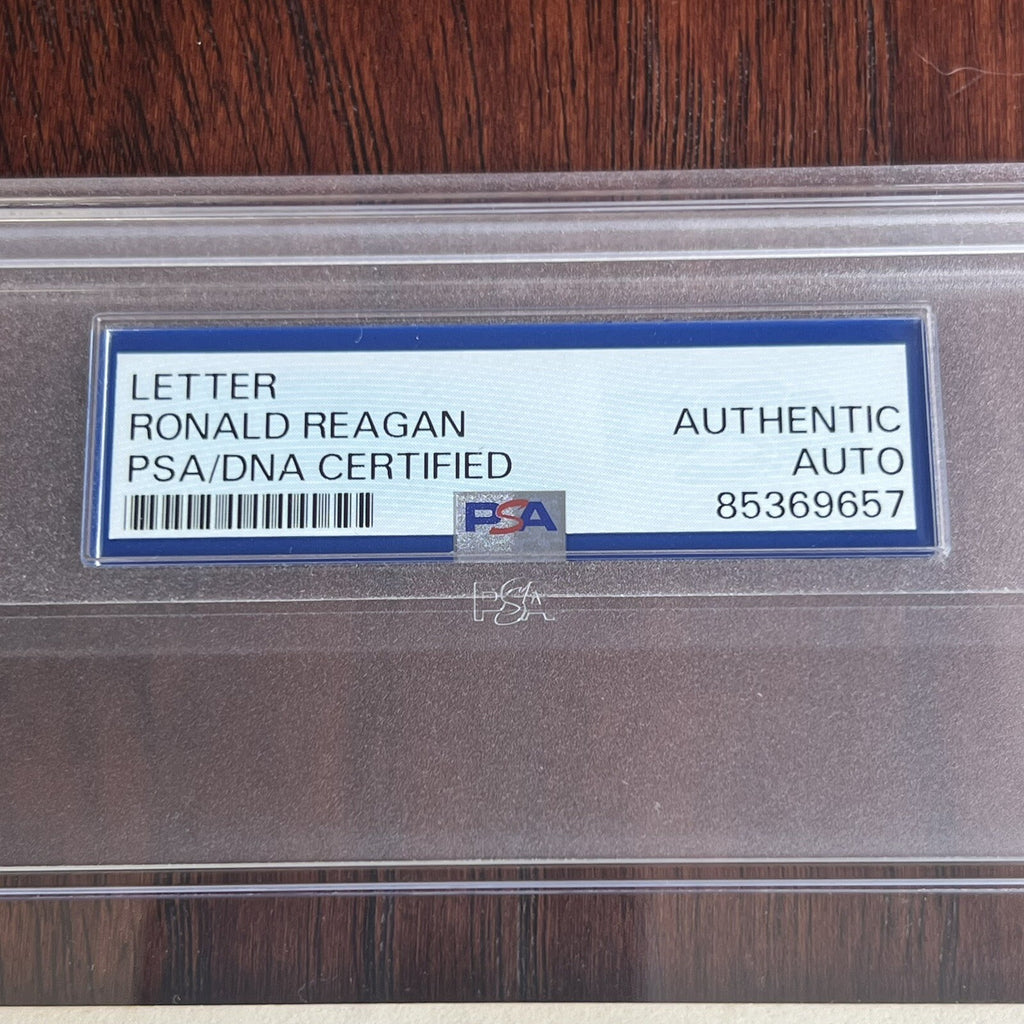 LETTER
RONALD REAGAN
PSA/DNA CERTIFIED
AUTHENTIC
AUTO
85369657
PSA
PSA